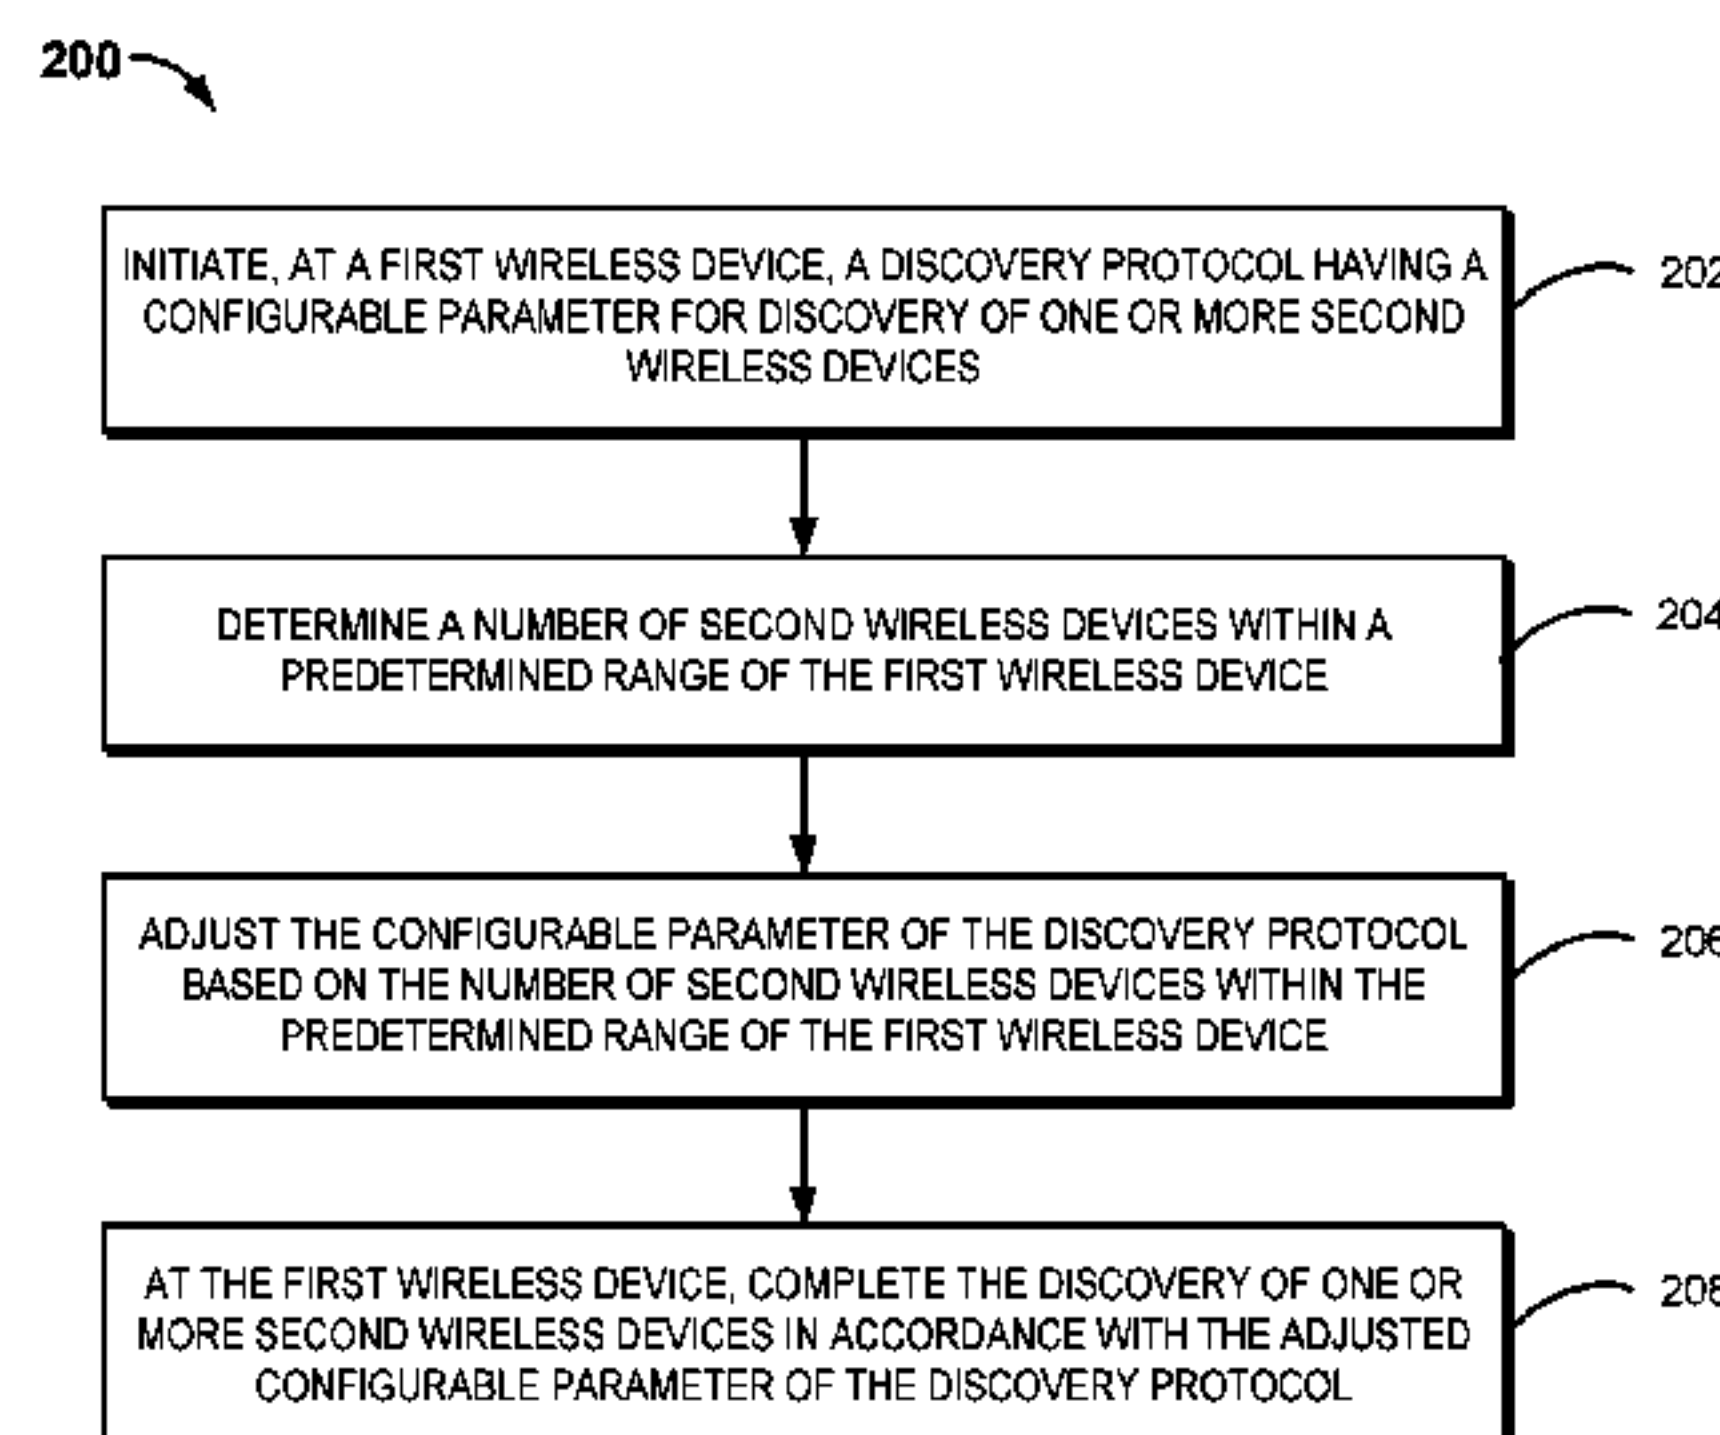 200
INITIATE, AT A FIRST WIRELESS DEVICE, A DISCOVERY PROTOCOL HAVING A
CONFIGURABLE PARAMETER FOR DISCOVERY OF ONE OR MORE SECOND
WIRELESS DEVICES
202
DETERMINE A NUMBER OF SECOND WIRELESS DEVICES WITHIN A
PREDETERMINED RANGE OF THE FIRST WIRELESS DEVICE
204
ADJUST THE CONFIGURABLE PARAMETER OF THE DISCOVERY PROTOCOL
BASED ON THE NUMBER OF SECOND WIRELESS DEVICES WITHIN THE
PREDETERMINED RANGE OF THE FIRST WIRELESS DEVICE
206
AT THE FIRST WIRELESS DEVICE, COMPLETE THE DISCOVERY OF ONE OR
MORE SECOND WIRELESS DEVICES IN ACCORDANCE WITH THE ADJUSTED
CONFIGURABLE PARAMETER OF THE DISCOVERY PROTOCOL
208